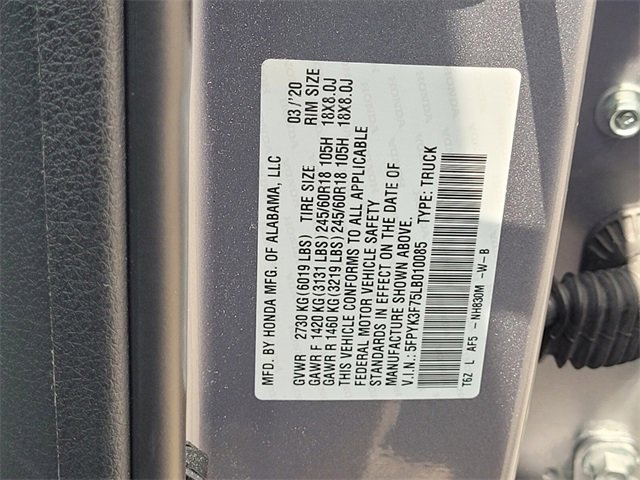 MFD. BY HONDA MFG. OF ALABAMA, LLC 03/'20
GVWR 2730 KG(6019 LBS) TIRE SIZE RIM SIZE
GAWR F 1420 KG(3131 LBS) 245/60R18 105H 18X8.0J
GAWR R 1460 KG(3219 LBS) 245/60R18 105H 18X8.0J
THIS VEHICLE CONFORMS TO ALL APPLICABLE
FEDERAL MOTOR VEHICLE SAFETY
STANDARDS IN EFFECT ON THE DATE OF
MANUFACTURE SHOWN ABOVE.
V.I.N.: 5FPYK3F75LB010085 TYPE: TRUCK
T6Z L AF5 - NH830M -W-B